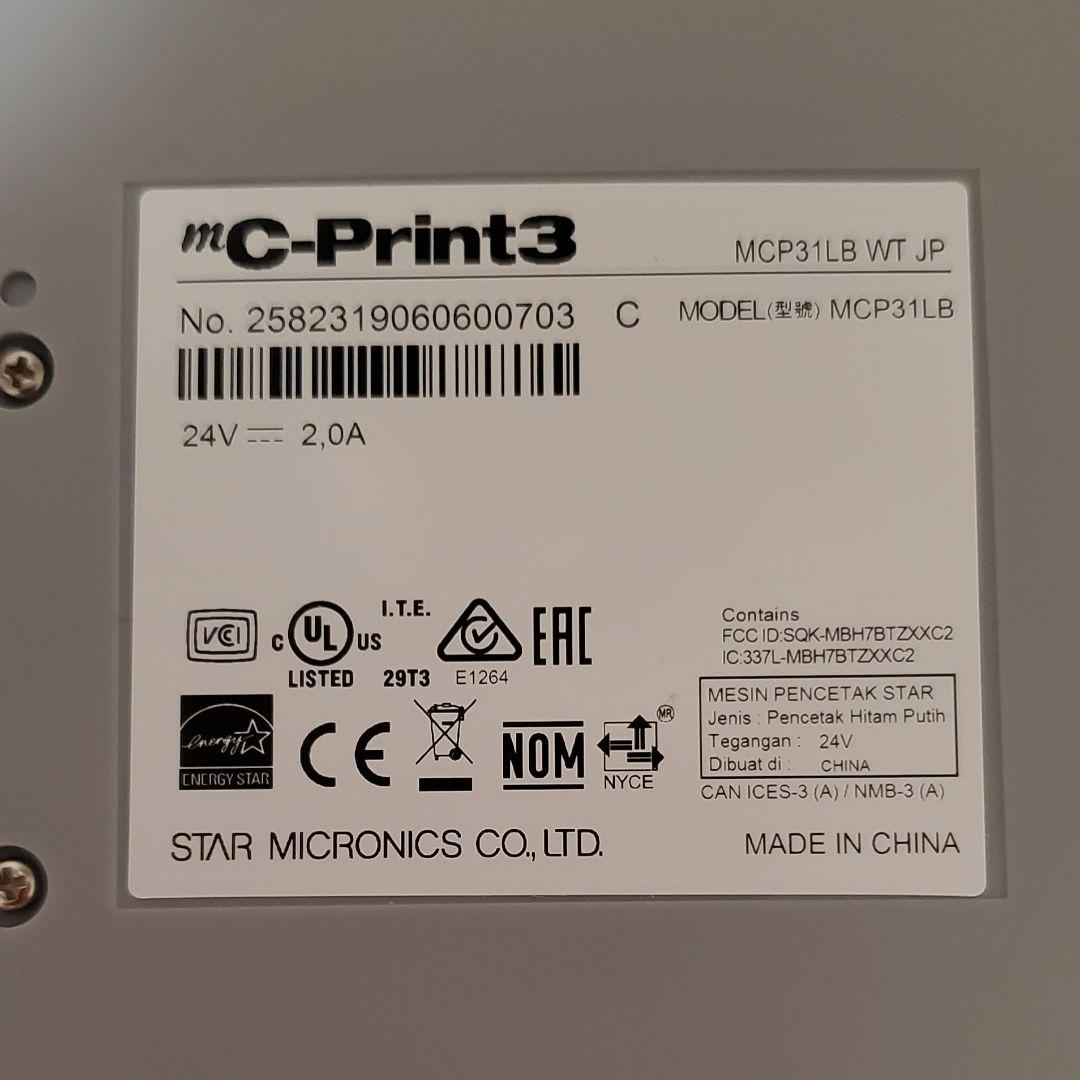 mC-Print3
MCP31LB WT JP
No. 2582319060600703 C
MODEL(型號) MCP31LB
24V ⎓ 2,0A
VCI
C UL US
LISTED
I.T.E.
29T3
E1264
EAC
Contains
FCC ID:SQK-MBH7BTZXXC2
IC:337L-MBH7BTZXXC2
energy
ENERGY STAR
CE
NOM
MR
NYCE
MESIN PENCETAK STAR
Jenis : Pencetak Hitam Putih
Tegangan : 24V
Dibuat di : CHINA
CAN ICES-3 (A) / NMB-3 (A)
STAR MICRONICS CO., LTD.
MADE IN CHINA